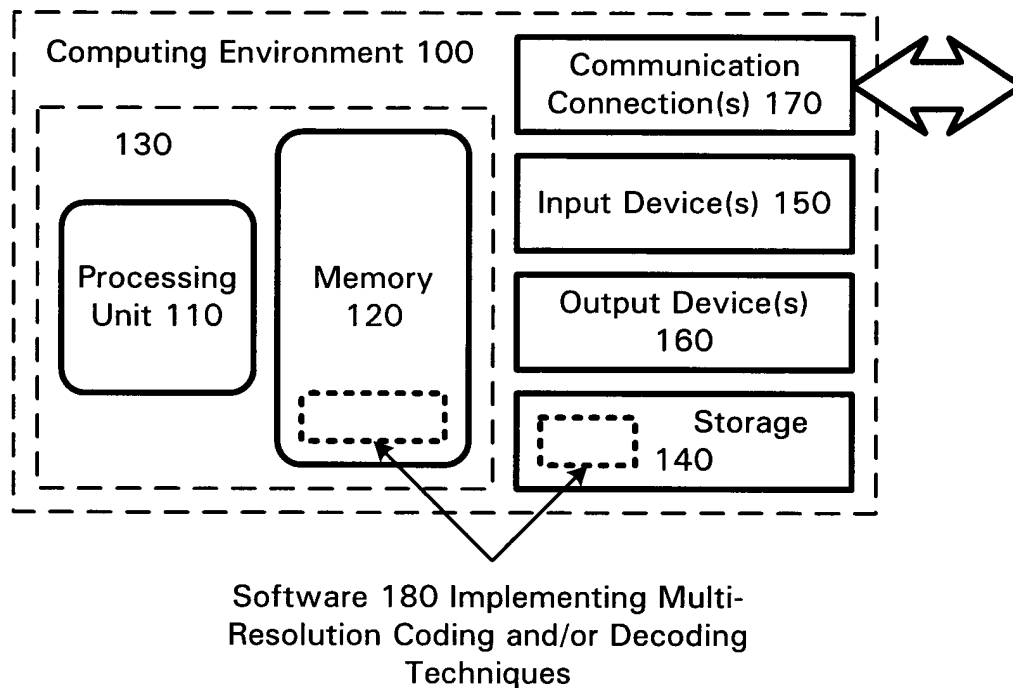 Computing Environment 100
130
Processing
Unit 110
Memory
120
Communication
Connection(s) 170
Input Device(s) 150
Output Device(s)
160
Storage
140
Software 180 Implementing Multi-
Resolution Coding and/or Decoding
Techniques